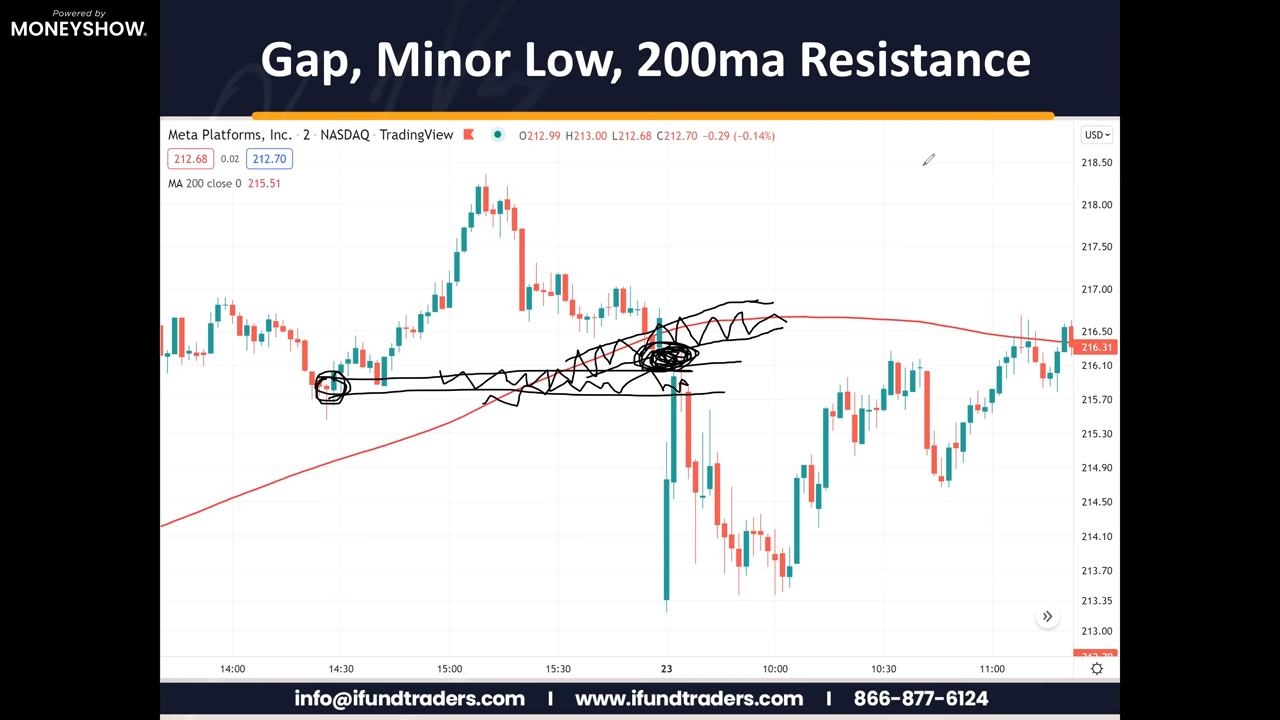 Powered by
MONEYSHOW.
Gap, Minor Low, 200ma Resistance
Meta Platforms, Inc. · 2 · NASDAQ · TradingView O212.99 H213.00 L212.68 C212.70 −0.29 (−0.14%)
USD
212.68 0.02 212.70
MA 200 close 0 215.51
218.50
218.00
217.50
217.00
216.50
216.31
216.10
215.70
215.30
214.90
214.50
214.10
213.70
213.35
213.00
14:00 14:30 15:00 15:30 23 10:00 10:30 11:00
info@ifundtraders.com I www.ifundtraders.com I 866-877-6124